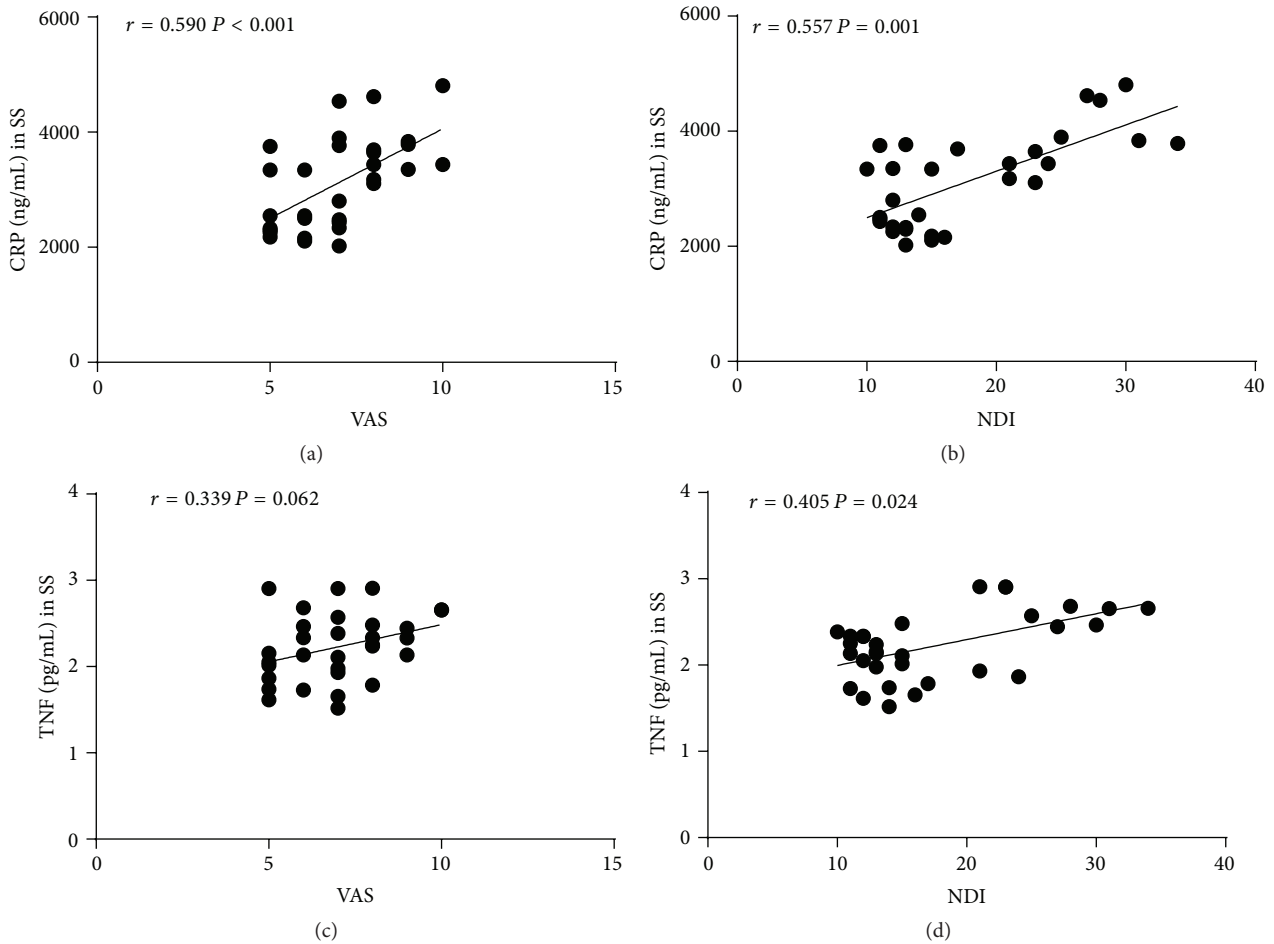 r = 0.590 P < 0.001
6000
4000
2000
0
CRP (ng/mL) in SS
0
5
10
15
VAS
(a)
r = 0.557 P = 0.001
6000
4000
2000
0
CRP (ng/mL) in SS
0
10
20
30
40
NDI
(b)
r = 0.339 P = 0.062
4
3
2
1
0
TNF (pg/mL) in SS
0
5
10
15
VAS
(c)
r = 0.405 P = 0.024
4
3
2
1
0
TNF (pg/mL) in SS
0
10
20
30
40
NDI
(d)